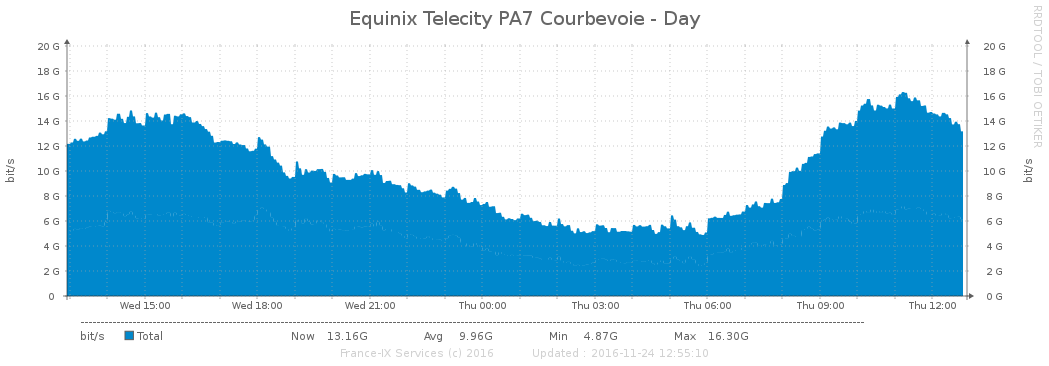 Equinix Telecity PA7 Courbevoie - Day
RRDTOOL / TOBI OETIKER
20 G 20 G
18 G 18 G
16 G 16 G
14 G 14 G
12 G 12 G
10 G 10 G
8 G 8 G
6 G 6 G
4 G 4 G
2 G 2 G
0 0 G
bit/s bit/s
Wed 15:00 Wed 18:00 Wed 21:00 Thu 00:00 Thu 03:00 Thu 06:00 Thu 09:00 Thu 12:00
bit/s Total Now 13.16G Avg 9.96G Min 4.87G Max 16.30G
France-IX Services (c) 2016 Updated : 2016-11-24 12:55:10